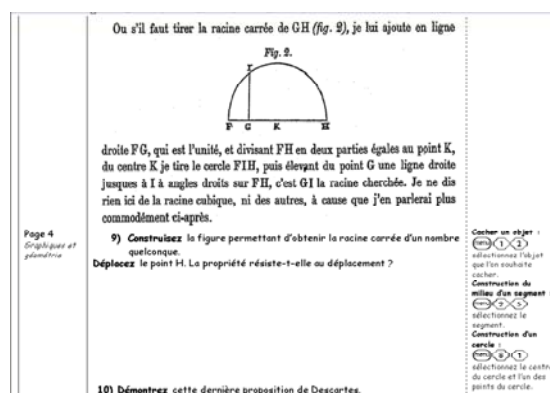 Ou s'il faut tirer la racine carrée de GH (fig. 2), je lui ajoute en ligne
Fig. 2.
I
F G K H
droite FG, qui est l'unité, et divisant FH en deux parties égales au point K,
du centre K je tire le cercle FIH, puis élevant du point G une ligne droite
jusques à I à angles droits sur FH, c'est GI la racine cherchée. Je ne dis
rien ici de la racine cubique, ni des autres, à cause que j'en parlerai plus
commodément ci-après.
Page 4
Graphiques et
géométrie
9) Construisez la figure permettant d'obtenir la racine carrée d'un nombre
quelconque.
Déplacez le point H. La propriété résiste-t-elle au déplacement ?
10) Démontrez cette dernière proposition de Descartes.
Cacher un objet :
menu 1 2
sélectionnez l'objet
que l'on souhaite
cacher.
Construction du
milieu d'un segment :
menu
sélectionnez le
segment.
Construction d'un
cercle :
menu 1
sélectionnez le centre
du cercle et l'un des
points du cercle.